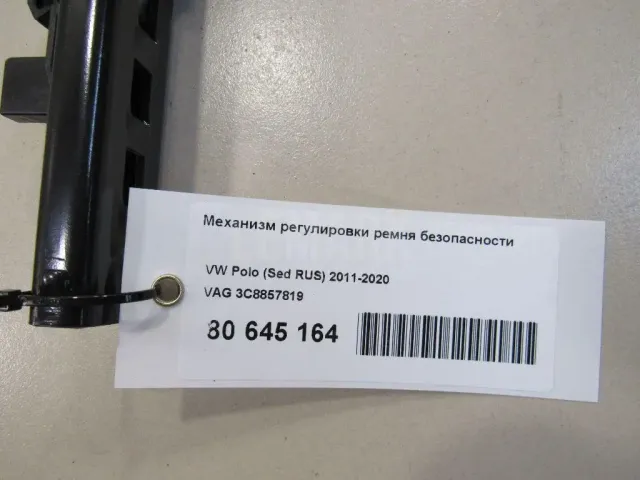 Механизм регулировки ремня безопасности
VW Polo (Sed RUS) 2011-2020
VAG 3C8857819
80 645 164